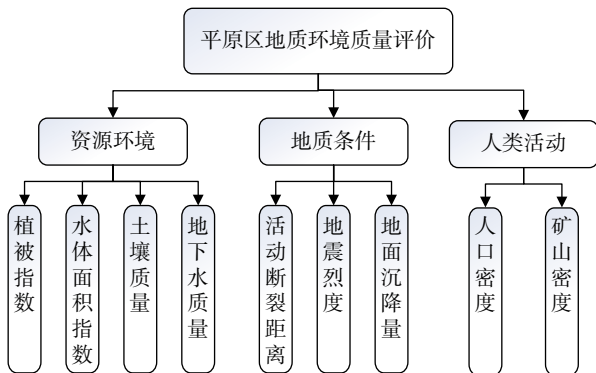 平原区地质环境质量评价
资源环境
地质条件
人类活动
植被指数
水体面积指数
土壤质量
地下水质量
活动断裂距离
地震烈度
地面沉降量
人口密度
矿山密度